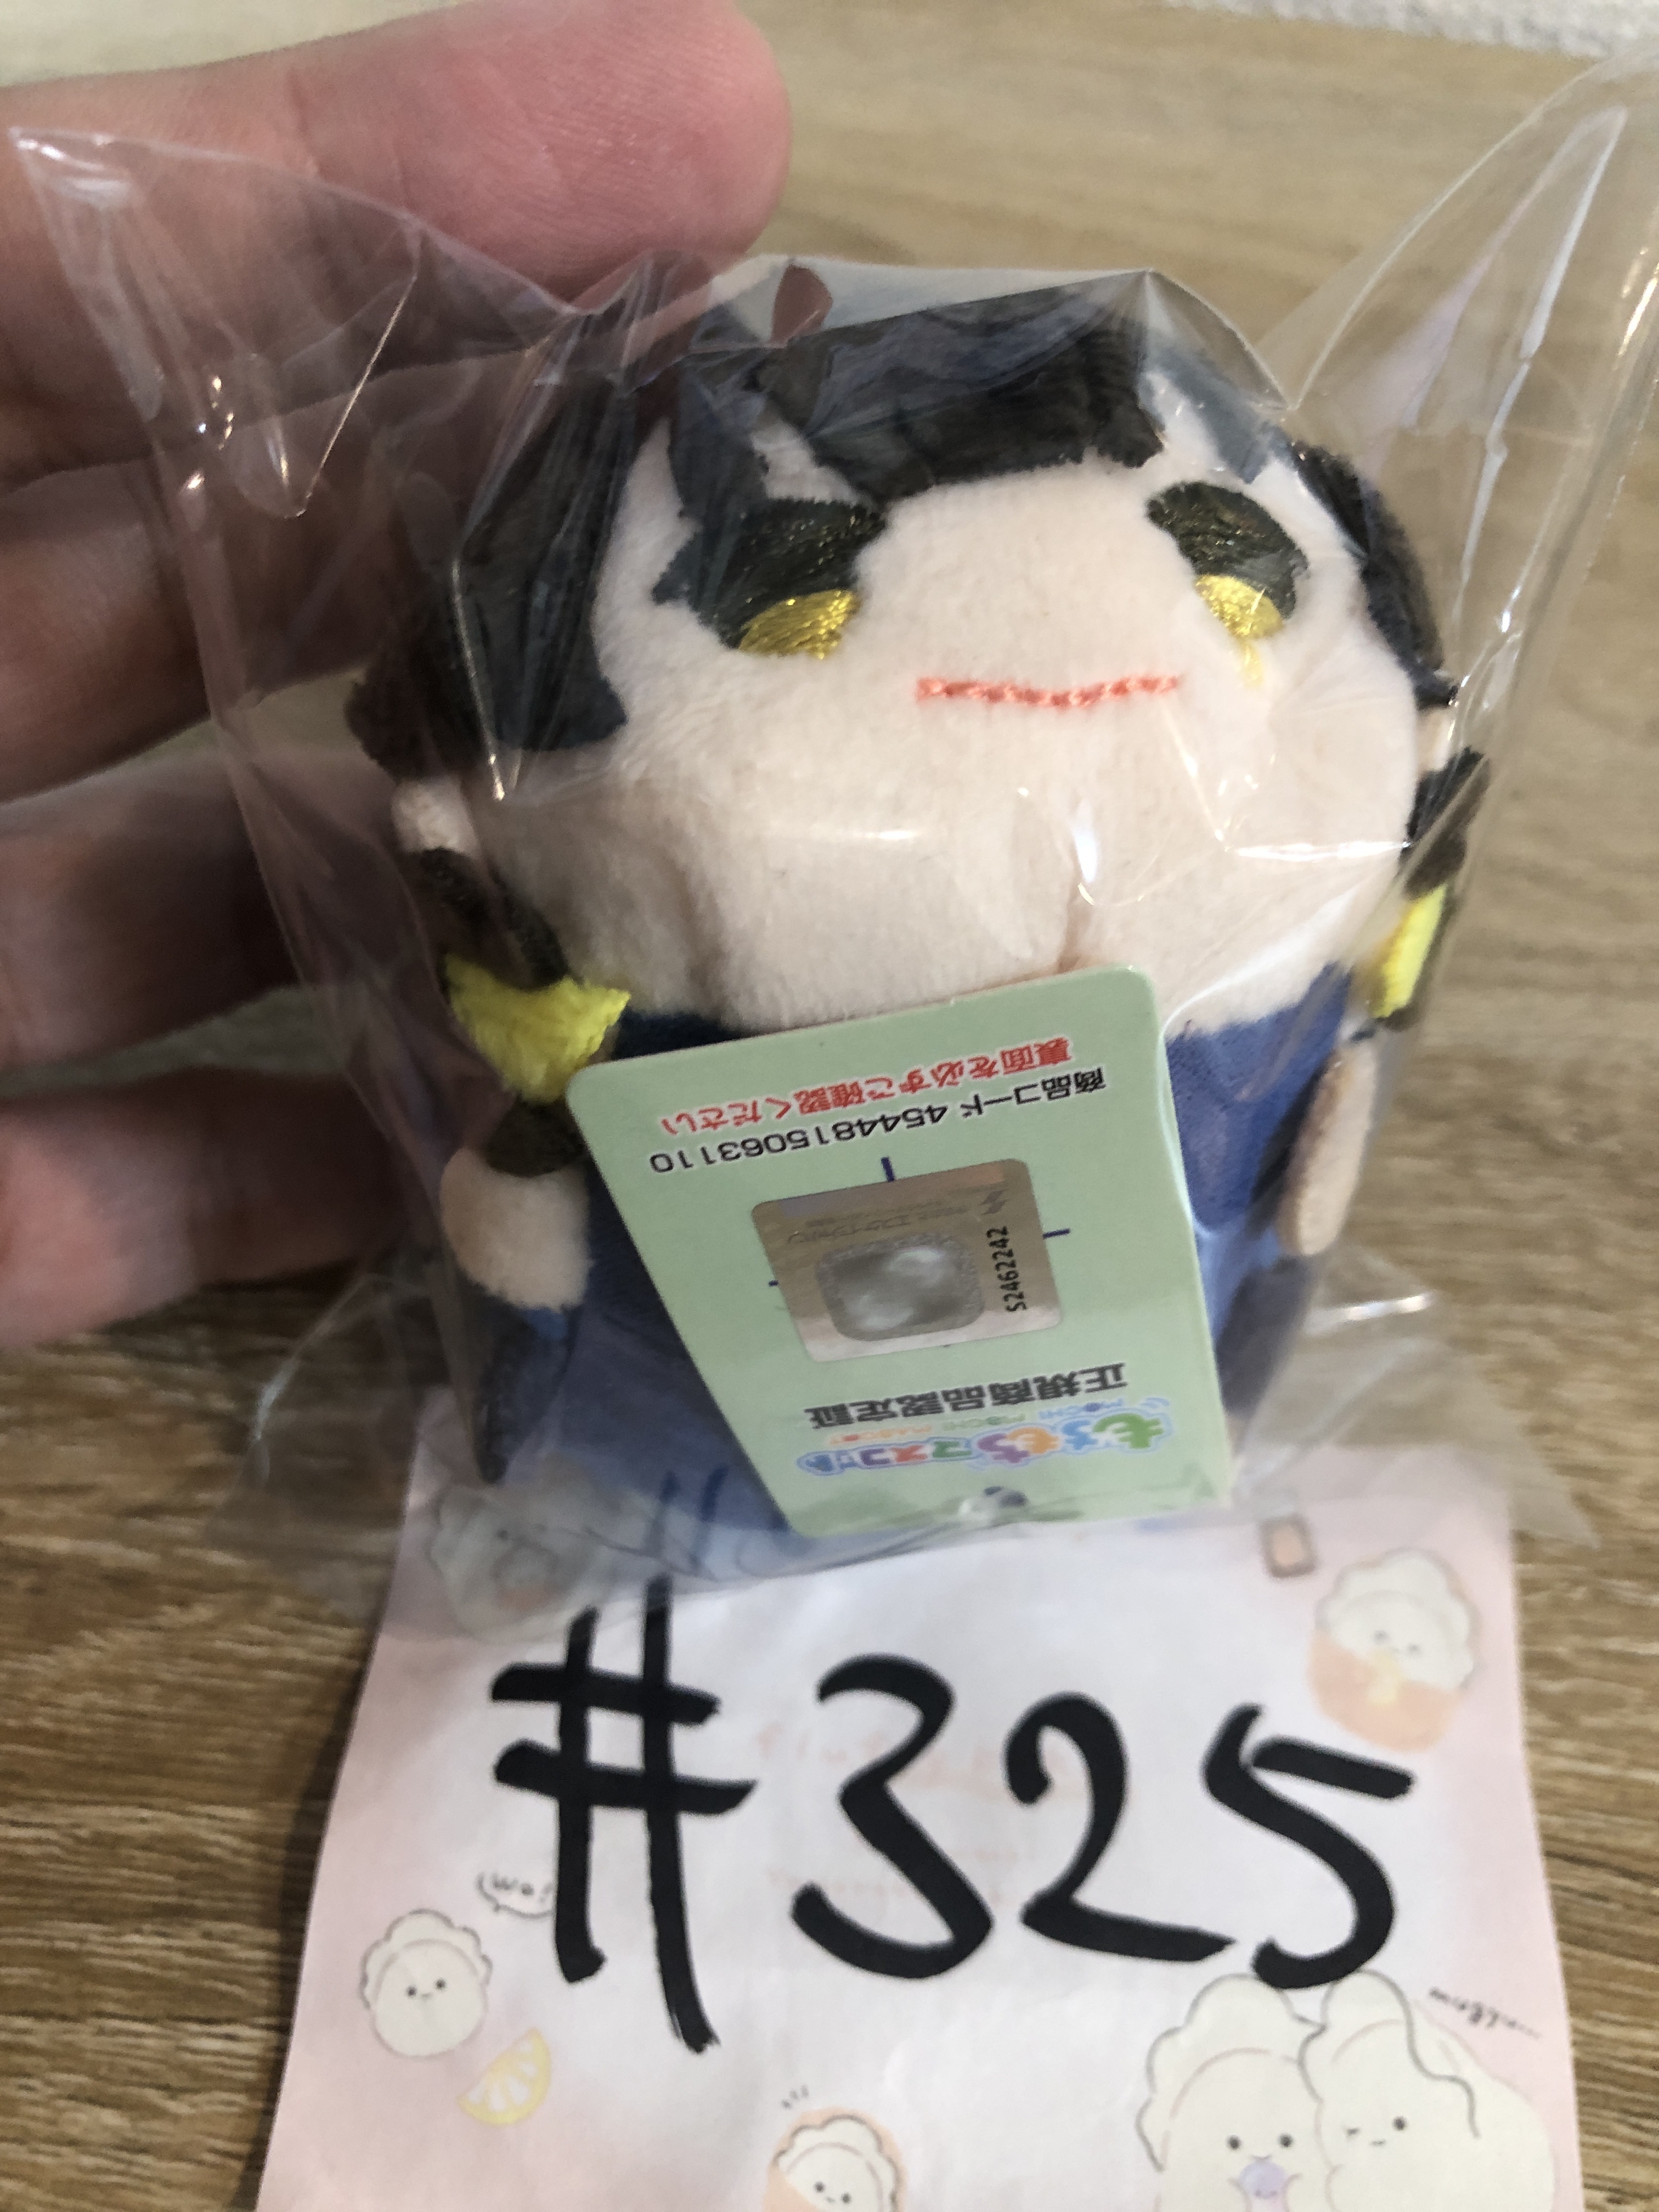 裏面を必ずご確認ください
商品コード 4544815063110
S2462242
正規商品認定証
もちもちマスコット
#325